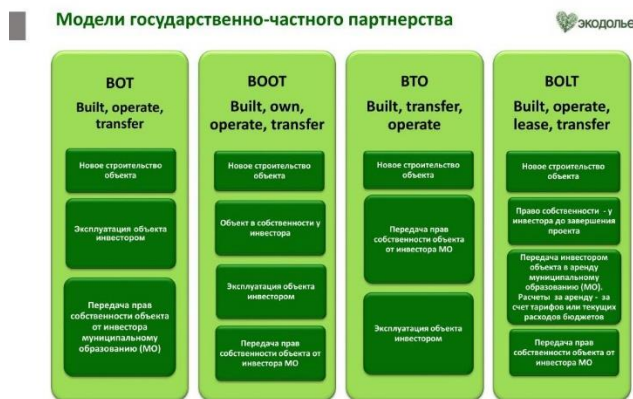 Модели государственно-частного партнерства
ЭКОДОЛЬЕ
BOT
Built, operate,
transfer
Новое строительство
объекта
Эксплуатация объекта
инвестором
Передача прав
собственности объекта
от инвестора
муниципальному
образованию (МО)
BOOT
Built, own,
operate, transfer
Новое строительство
объекта
Объект в собственности у
инвестора
Эксплуатация объекта
инвестором
Передача прав
собственности объекта от
инвестора МО
BTO
Built, transfer,
operate
Новое строительство
объекта
Передача прав
собственности объекта
от инвестора МО
Эксплуатация объекта
инвестором
BOLT
Built, operate,
lease, transfer
Новое строительство
объекта
Право собственности - у
инвестора до завершения
проекта
Передача инвестором
объекта в аренду
муниципальному
образованию (МО).
Расчеты за аренду - за
счет тарифов или текущих
расходов бюджетов
Передача прав
собственности объекта от
инвестора МО